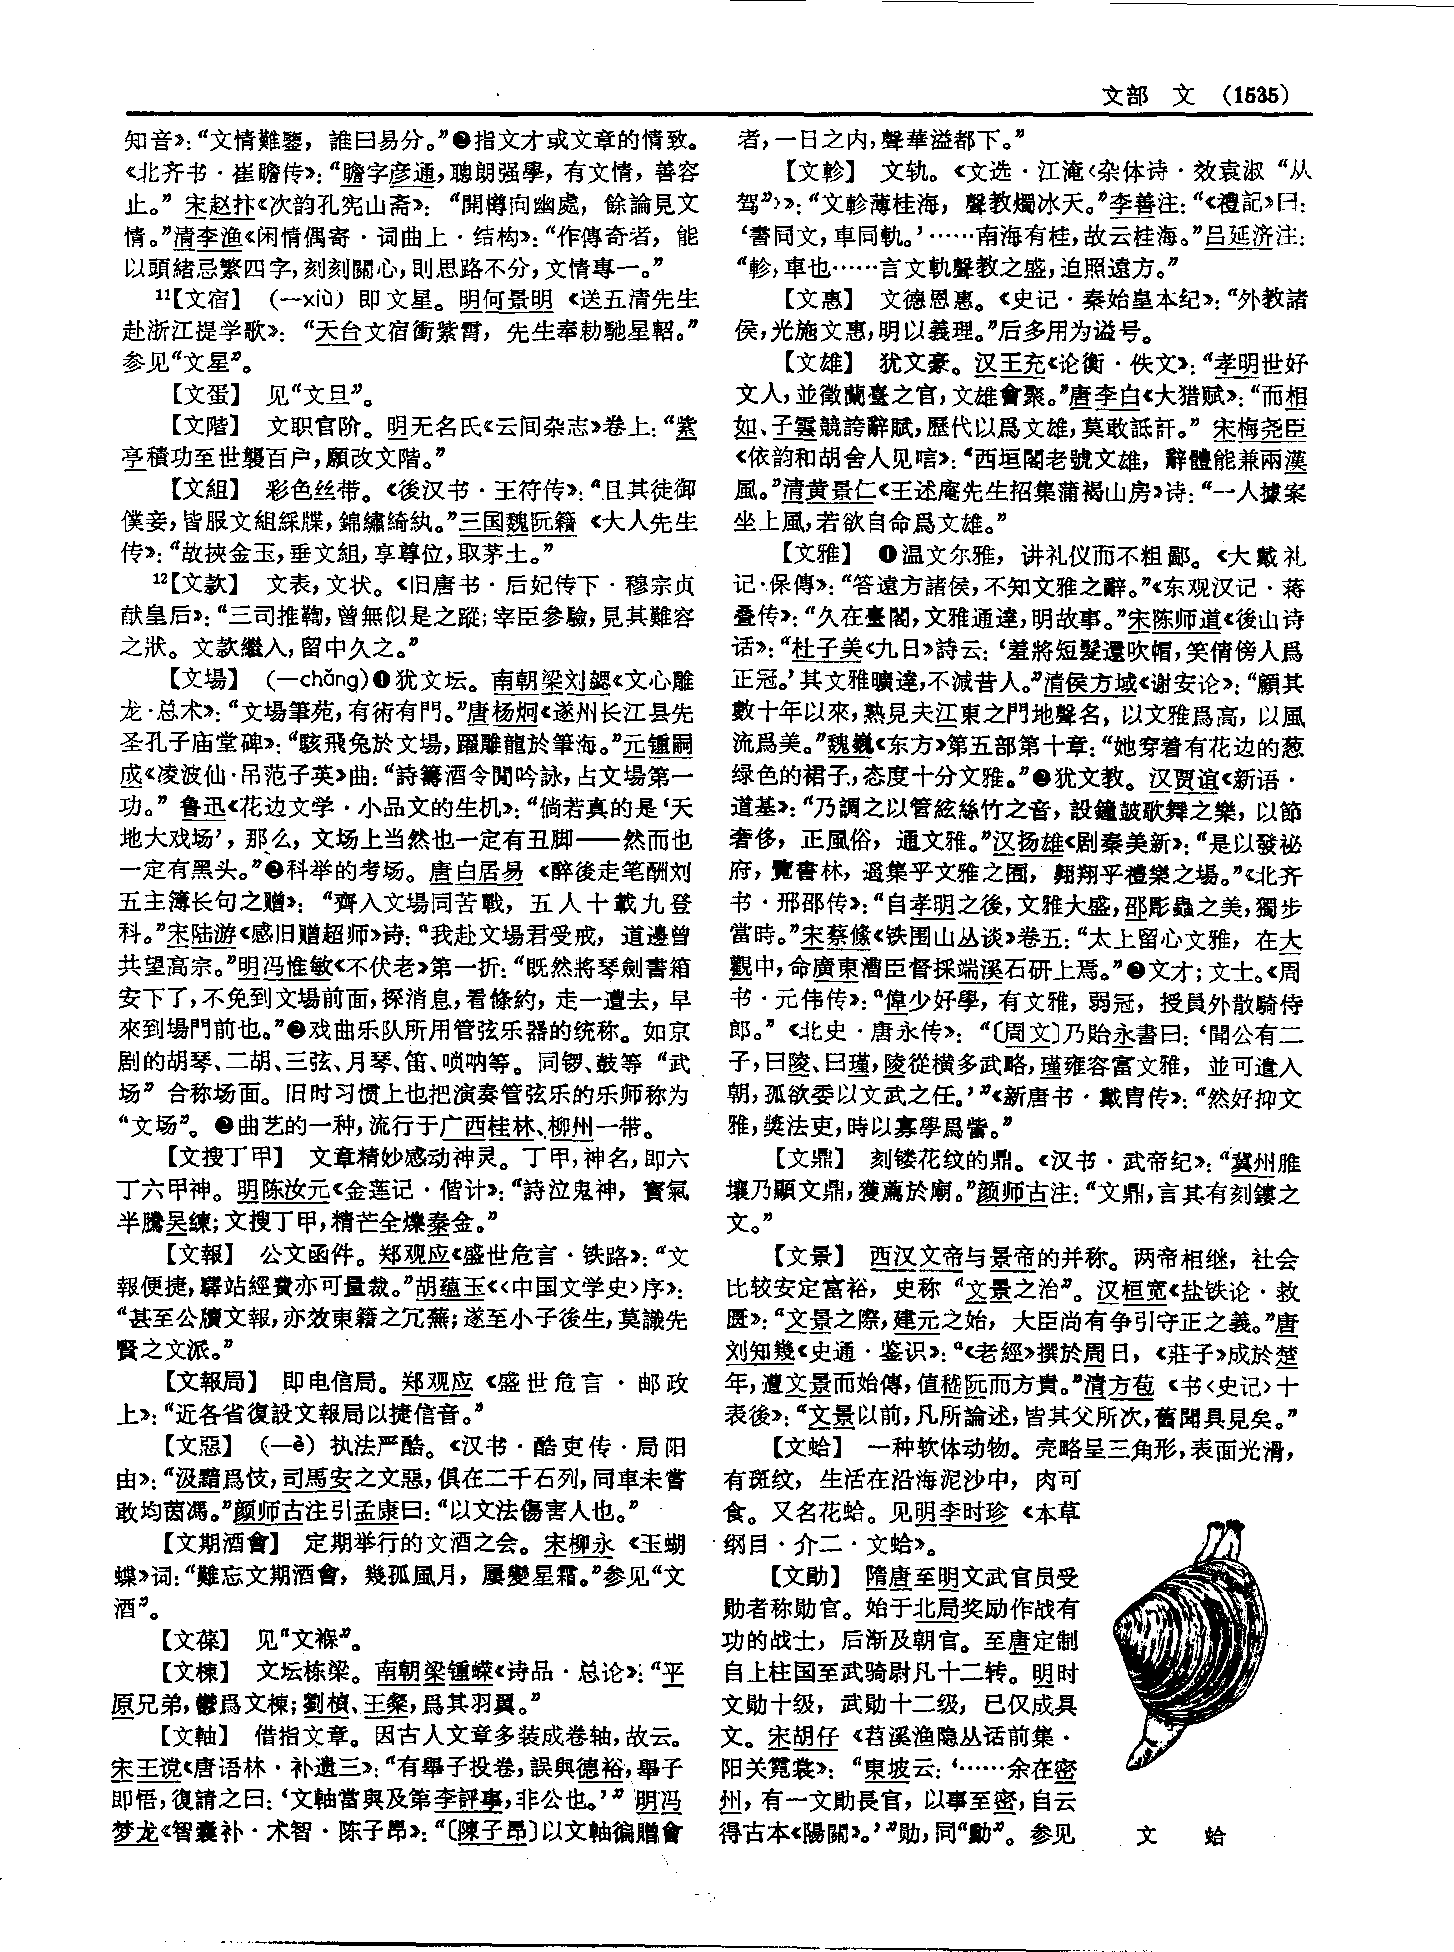 文部　文　(1535)
知音》：“文情難鑒，誰曰易分。”❷指文才或文章的情致。
《北齐书·崔瞻传》：“瞻字彦通，聰朗强學，有文情，善容
止。”宋赵抃《次韵孔宪山斋》：“開樽向幽處，餘論見文
情。”清李渔《闲情偶寄·词曲上·结构》：“作傳奇者，能
以頭緒忌繁四字，刻刻關心，則思路不分，文情專一。”
¹¹【文宿】（—xiù）即文星。明何景明《送五清先生
赴浙江提学歌》：“天台文宿衝紫霄，先生奉勅馳星軺。”
参见“文星”。
【文蛋】　见“文旦”。
【文階】　文职官阶。明无名氏《云间杂志》卷上：“紫
亭積功至世襲百户，願改文階。”
【文組】　彩色丝带。《後汉书·王符传》：“且其徒御
僕妾，皆服文組綵牒，錦繡綺紈。”三国魏阮籍《大人先生
传》：“故挾金玉，垂文組，享尊位，取茅土。”
¹²【文款】　文表，文状。《旧唐书·后妃传下·穆宗贞
献皇后》：“三司推鞫，曾無似是之蹤；宰臣參驗，見其難容
之狀。文款繼入，留中久之。”
【文場】（—chǎng）❶犹文坛。南朝梁刘勰《文心雕
龙·总术》：“文場筆苑，有術有門。”唐杨炯《遂州长江县先
圣孔子庙堂碑》：“駭飛兔於文場，躍雕龍於筆海。”元锺嗣
成《凌波仙·吊范子英》曲：“詩籌酒令閒吟詠，占文場第一
功。”鲁迅《花边文学·小品文的生机》：“倘若真的是‘天
地大戏场’，那么，文场上当然也一定有丑脚——然而也
一定有黑头。”❷科举的考场。唐白居易《醉後走笔酬刘
五主簿长句之赠》：“齊入文場同苦戰，五人十載九登
科。”宋陆游《感旧赠超师》诗：“我赴文場君受戒，道邊曾
共望高宗。”明冯惟敏《不伏老》第一折：“既然將琴劍書箱
安下了，不免到文場前面，探消息，看條約，走一遭去，早
來到場門前也。”❷戏曲乐队所用管弦乐器的统称。如京
剧的胡琴、二胡、三弦、月琴、笛、唢呐等。同锣、鼓等“武
场”合称场面。旧时习惯上也把演奏管弦乐的乐师称为
“文场”。❷曲艺的一种，流行于广西桂林、柳州一带。
【文搜丁甲】　文章精妙感动神灵。丁甲，神名，即六
丁六甲神。明陈汝元《金莲记·偕计》：“詩泣鬼神，寳氣
半騰吴練；文搜丁甲，精芒全爍秦金。”
【文報】　公文函件。郑观应《盛世危言·铁路》：“文
報便捷，驛站經費亦可量裁。”胡蕴玉《〈中国文学史〉序》：
“甚至公牘文報，亦效東籍之冗蕪；遂至小子後生，莫識先
賢之文派。”
【文報局】　即电信局。郑观应《盛世危言·邮政
上》：“近各省復設文報局以捷信音。”
【文惡】（—è）执法严酷。《汉书·酷吏传·周阳
由》：“汲黯爲忮，司馬安之文惡，俱在二千石列，同車未嘗
敢均茵馮。”颜师古注引孟康曰：“以文法傷害人也。”
【文期酒會】　定期举行的文酒之会。宋柳永《玉蝴
蝶》词：“難忘文期酒會，幾孤風月，屢變星霜。”参见“文
酒”。
【文葆】　见“文褓”。
【文棟】　文坛栋梁。南朝梁锺嵘《诗品·总论》：“平
原兄弟，鬱爲文棟；劉楨、王粲，爲其羽翼。”
【文軸】　借指文章。因古人文章多装成卷轴，故云。
宋王谠《唐语林·补遗三》：“有舉子投卷，誤與德裕，舉子
即悟，復請之曰：‘文軸當與及第李評事，非公也。’”明冯
梦龙《智囊补·术智·陈子昂》：“〔陳子昂〕以文軸徧贈會
者，一日之内，聲華溢都下。”
【文軫】　文轨。《文选·江淹〈杂体诗·效袁淑“从
驾”〉》：“文軫薄桂海，聲教燭冰天。”李善注：“《禮記》曰：
‘書同文，車同軌。’……南海有桂，故云桂海。”吕延济注：
“軫，車也……言文軌聲教之盛，迫照遠方。”
【文惠】　文德恩惠。《史记·秦始皇本纪》：“外教諸
侯，光施文惠，明以義理。”后多用为谥号。
【文雄】　犹文豪。汉王充《论衡·佚文》：“孝明世好
文人，並徵蘭臺之官，文雄會聚。”唐李白《大猎赋》：“而相
如、子雲競誇辭賦，歷代以爲文雄，莫敢詆訐。”宋梅尧臣
《依韵和胡舍人见唁》：“西垣閣老號文雄，辭體能兼兩漢
風。”清黄景仁《王述庵先生招集蒲褐山房》诗：“一人據案
坐上風，若欲自命爲文雄。”
【文雅】　❶温文尔雅，讲礼仪而不粗鄙。《大戴礼
记·保傅》：“答遠方諸侯，不知文雅之辭。”《东观汉记·蒋
叠传》：“久在臺閣，文雅通達，明故事。”宋陈师道《後山诗
话》：“杜子美《九日》詩云：‘羞將短髮還吹帽，笑倩傍人爲
正冠。’其文雅曠達，不減昔人。”清侯方域《谢安论》：“顧其
數十年以來，熟見夫江東之門地聲名，以文雅爲高，以風
流爲美。”魏巍《东方》第五部第十章：“她穿着有花边的葱
绿色的裙子，态度十分文雅。”❷犹文教。汉贾谊《新语·
道基》：“乃調之以管絃絲竹之音，設鐘鼓歌舞之樂，以節
奢侈，正風俗，通文雅。”汉扬雄《剧秦美新》：“是以發祕
府，覽書林，遥集乎文雅之囿，翱翔乎禮樂之場。”《北齐
书·邢邵传》：“自孝明之後，文雅大盛，邵彫蟲之美，獨步
當時。”宋蔡絛《铁围山丛谈》卷五：“太上留心文雅，在大
觀中，命廣東漕臣督採端溪石研上焉。”❷文才；文士。《周
书·元伟传》：“偉少好學，有文雅，弱冠，授員外散騎侍
郎。”《北史·唐永传》：“〔周文〕乃貽永書曰：‘聞公有二
子，曰陵、曰瑾，陵從横多武略，瑾雍容富文雅，並可遣入
朝，孤欲委以文武之任。’”《新唐书·戴胄传》：“然好抑文
雅，獎法吏，時以寡學爲訾。”
【文鼎】　刻镂花纹的鼎。《汉书·武帝纪》：“冀州脽
壤乃顯文鼎，獲薦於廟。”颜师古注：“文鼎，言其有刻鏤之
文。”
【文景】　西汉文帝与景帝的并称。两帝相继，社会
比较安定富裕，史称“文景之治”。汉桓宽《盐铁论·救
匮》：“文景之際，建元之始，大臣尚有争引守正之義。”唐
刘知幾《史通·鉴识》：“《老經》撰於周日，《莊子》成於楚
年，遭文景而始傳，值嵇阮而方貴。”清方苞《书〈史记〉十
表後》：“文景以前，凡所論述，皆其父所次，舊聞具見矣。”
【文蛤】　一种软体动物。壳略呈三角形，表面光滑，
有斑纹，生活在沿海泥沙中，肉可
食。又名花蛤。见明李时珍《本草
纲目·介二·文蛤》。
【文勛】　隋唐至明文武官员受
勋者称勋官。始于北周奖励作战有
功的战士，后渐及朝官。至唐定制
自上柱国至武骑尉凡十二转。明时
文勋十级，武勋十二级，已仅成具
文。宋胡仔《苕溪渔隐丛话前集·
阳关霓裳》：“東坡云：‘……余在密
州，有一文勛長官，以事至密，自云
得古本《陽關》。’”勛，同“勳”。参见
文　蛤